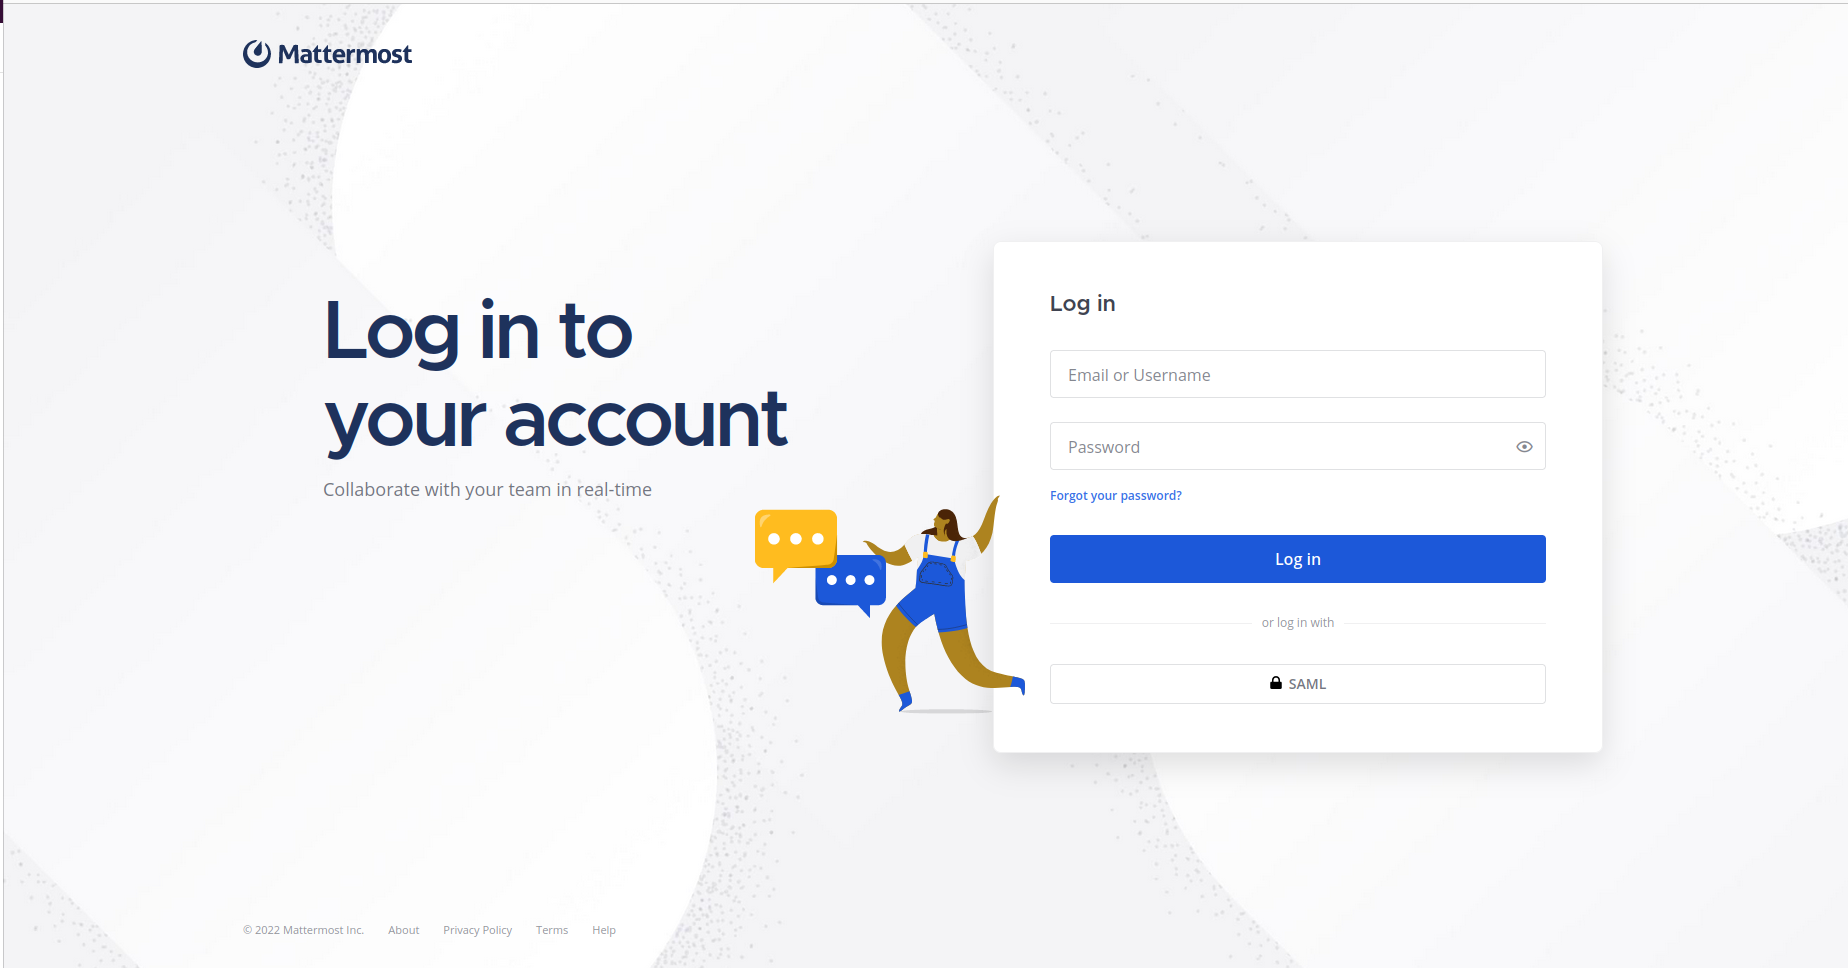 Mattermost
Log in to
your account
Collaborate with your team in real-time
Log in
Email or Username
Password
Forgot your password?
Log in
or log in with
SAML
© 2022 Mattermost Inc. About Privacy Policy Terms Help